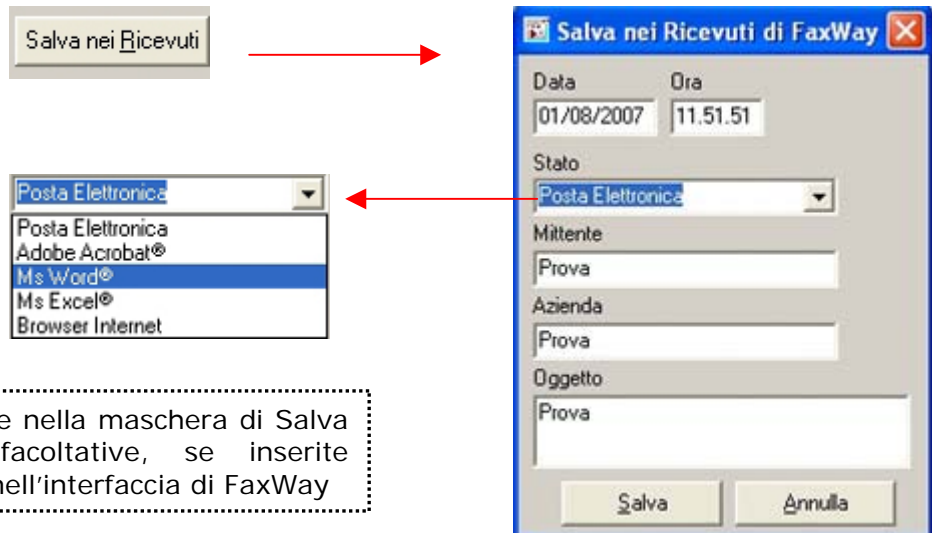 Salva nei Ricevuti
Posta Elettronica
Posta Elettronica
Adobe Acrobat®
Ms Word®
Ms Excel®
Browser Internet
e nella maschera di Salva
facoltative, se inserite
nell'interfaccia di FaxWay
Salva nei Ricevuti di FaxWay
Data Ora
01/08/2007 11.51.51
Stato
Posta Elettronica
Mittente
Prova
Azienda
Prova
Oggetto
Prova
Salva Annulla